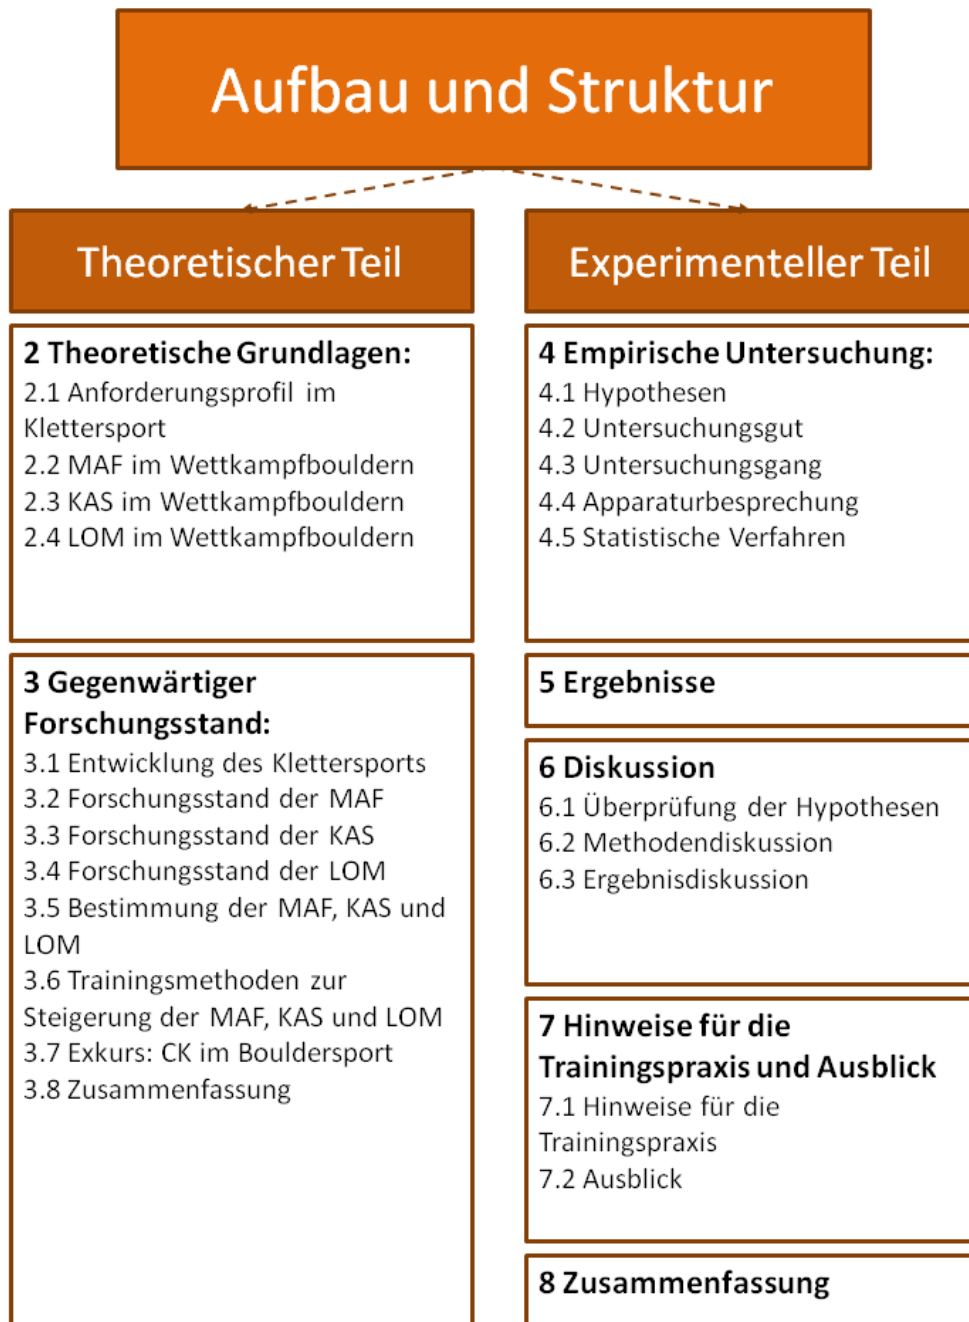 Aufbau und Struktur
Theoretischer Teil
2 Theoretische Grundlagen:
2.1 Anforderungsprofil im
Klettersport
2.2 MAF im Wettkampfbouldern
2.3 KAS im Wettkampfbouldern
2.4 LOM im Wettkampfbouldern
3 Gegenwärtiger
Forschungsstand:
3.1 Entwicklung des Klettersports
3.2 Forschungsstand der MAF
3.3 Forschungsstand der KAS
3.4 Forschungsstand der LOM
3.5 Bestimmung der MAF, KAS und
LOM
3.6 Trainingsmethoden zur
Steigerung der MAF, KAS und LOM
3.7 Exkurs: CK im Bouldersport
3.8 Zusammenfassung
Experimenteller Teil
4 Empirische Untersuchung:
4.1 Hypothesen
4.2 Untersuchungsgut
4.3 Untersuchungsgang
4.4 Apparaturbesprechung
4.5 Statistische Verfahren
5 Ergebnisse
6 Diskussion
6.1 Überprüfung der Hypothesen
6.2 Methodendiskussion
6.3 Ergebnisdiskussion
7 Hinweise für die
Trainingspraxis und Ausblick
7.1 Hinweise für die
Trainingspraxis
7.2 Ausblick
8 Zusammenfassung